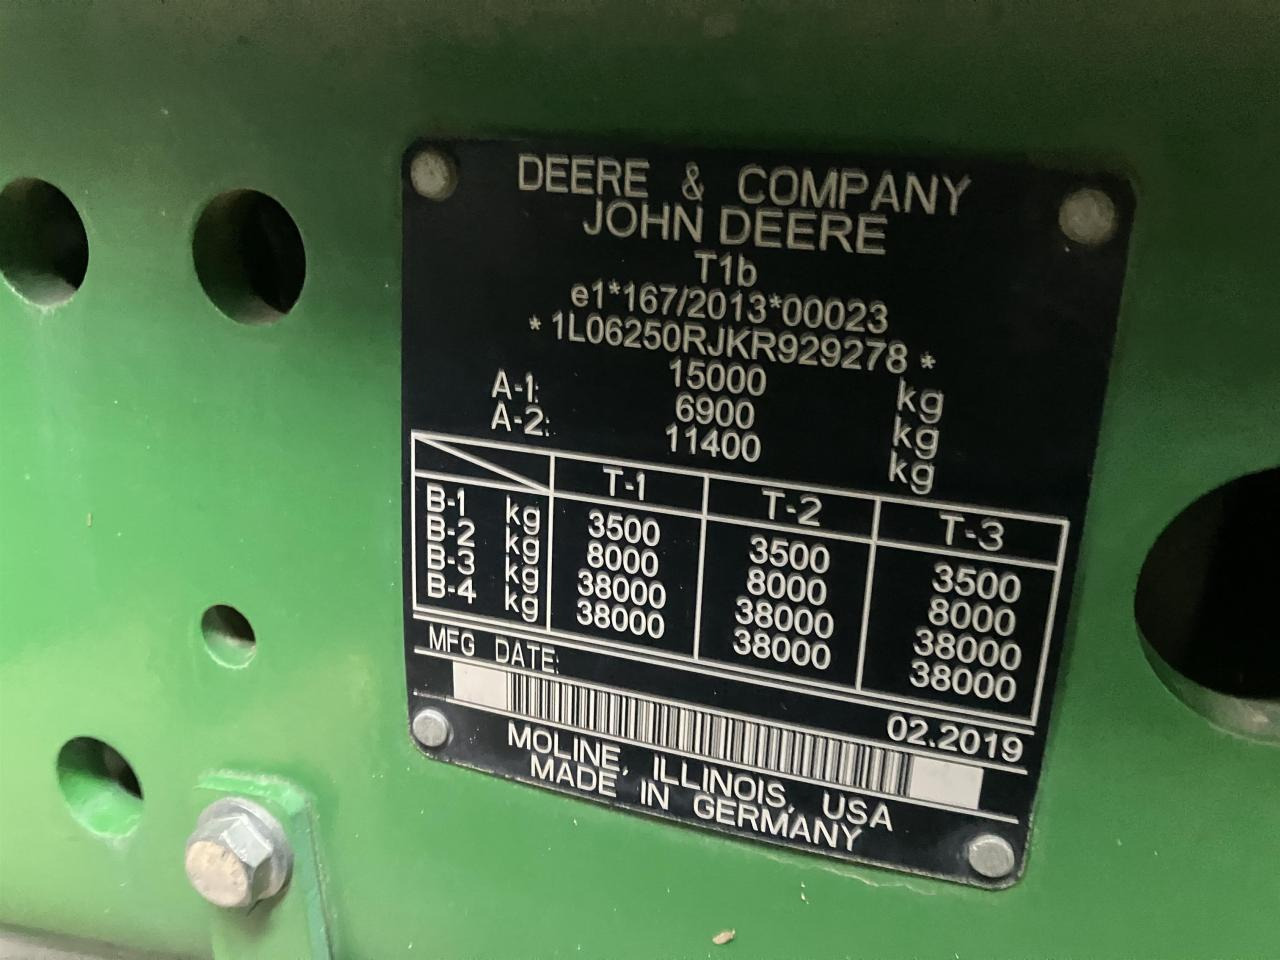 DEERE & COMPANY
JOHN DEERE
T1b
e1*167/2013*00023
*1L06250RJKR929278*
15000 kg
A-1: 6900 kg
A-2: 11400 kg
T-1 T-2 T-3
B-1 kg 3500 3500 3500
B-2 kg 8000 8000 8000
B-3 kg 38000 38000 38000
B-4 kg 38000 38000 38000
MFG DATE: 02.2019
MOLINE, ILLINOIS, USA
MADE IN GERMANY